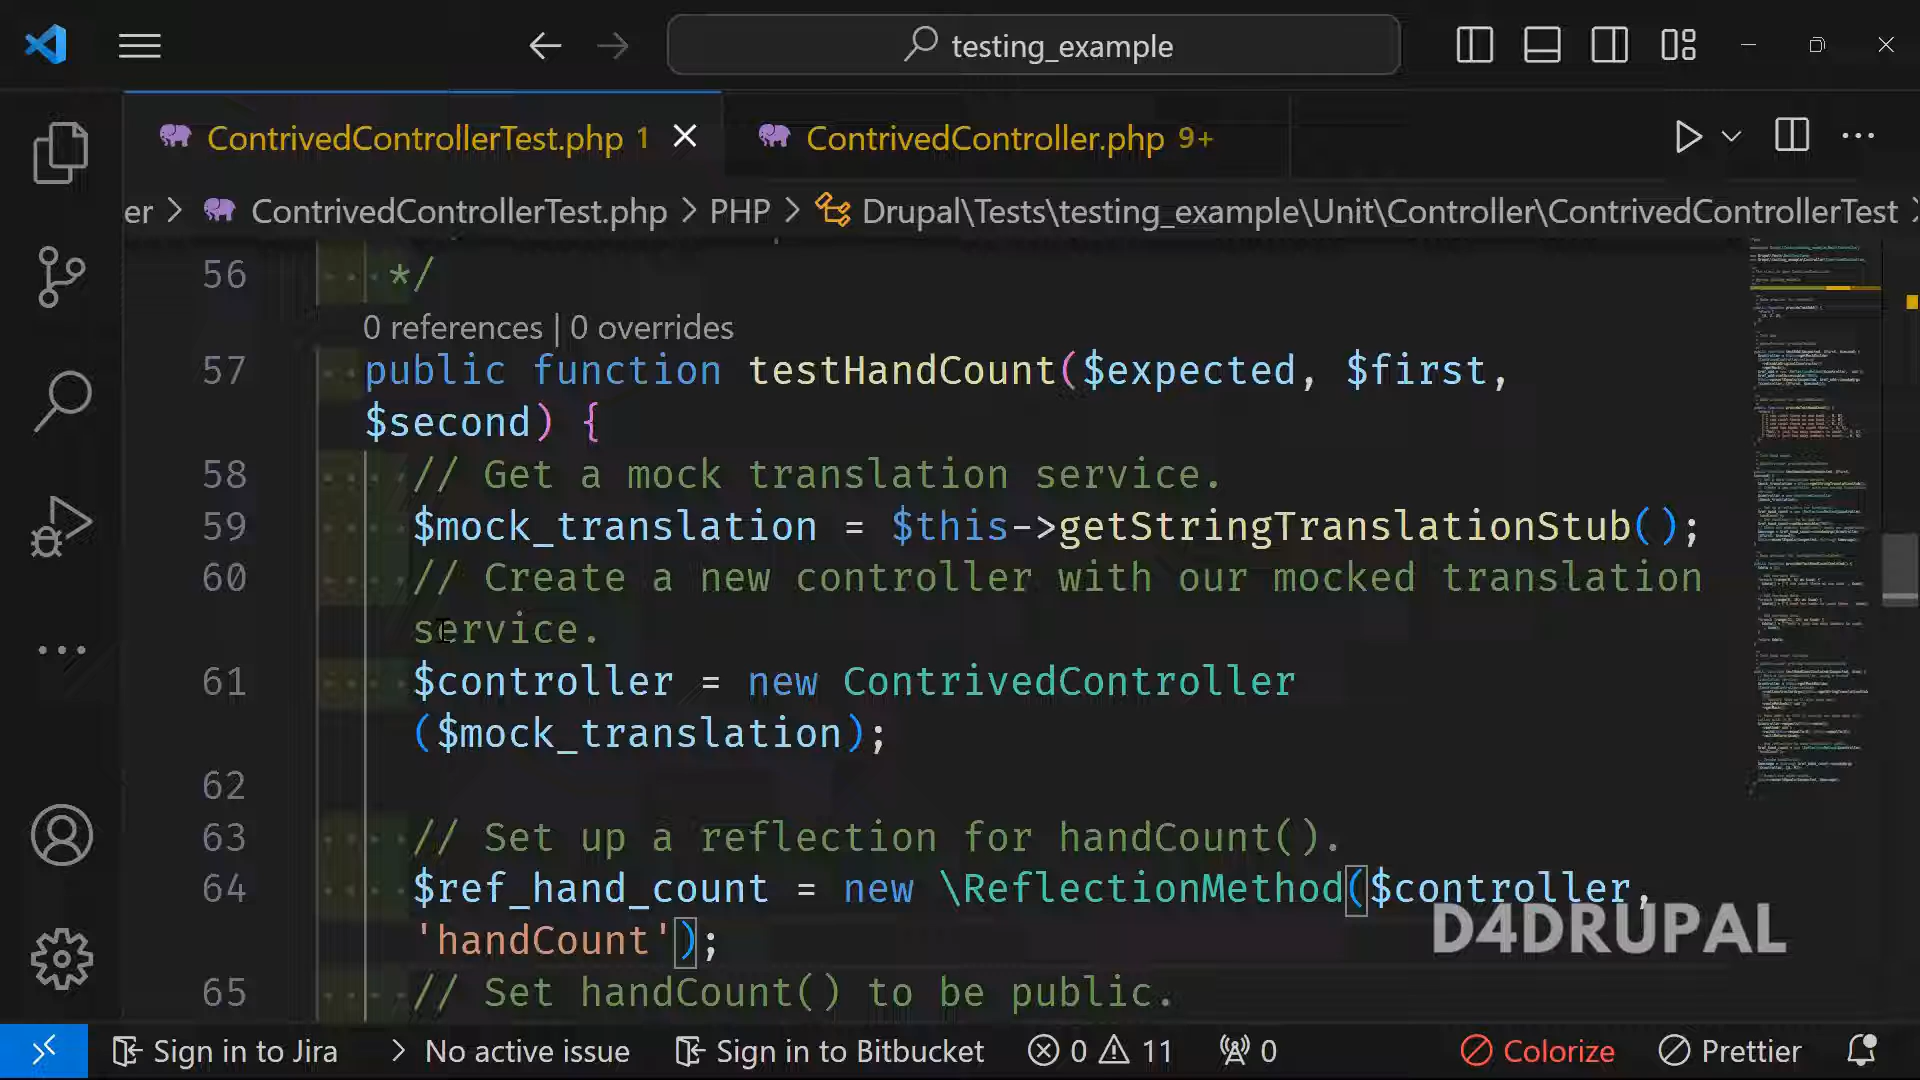 testing_example
ContrivedControllerTest.php 1
ContrivedController.php 9+
er > ContrivedControllerTest.php > PHP > Drupal\Tests\testing_example\Unit\Controller\ContrivedControllerTest
56 */
0 references | 0 overrides
57 public function testHandCount($expected, $first,
$second) {
58 // Get a mock translation service.
59 $mock_translation = $this->getStringTranslationStub();
60 // Create a new controller with our mocked translation
service.
61 $controller = new ContrivedController
($mock_translation);
62
63 // Set up a reflection for handCount().
64 $ref_hand_count = new \ReflectionMethod($controller,
'handCount');
65 // Set handCount() to be public.
D4DRUPAL
Sign in to Jira > No active issue Sign in to Bitbucket 0 11 0 Colorize Prettier